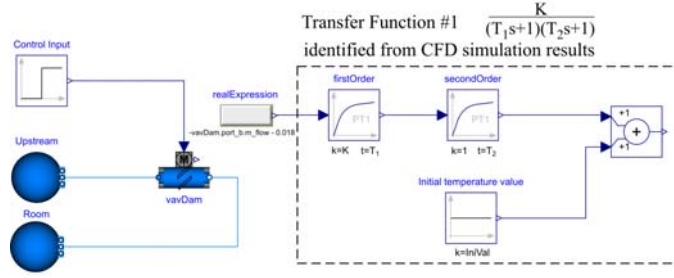 Transfer Function #1
K
(T₁s+1)(T₂s+1)
identified from CFD simulation results
Control Input
realExpression
-vavDam.port_b.m_flow - 0.018
firstOrder
PT1
k=K t=T₁
secondOrder
PT1
k=1 t=T₂
+1
+
+1
Upstream
M
vavDam
Room
Initial temperature value
k=IniVal